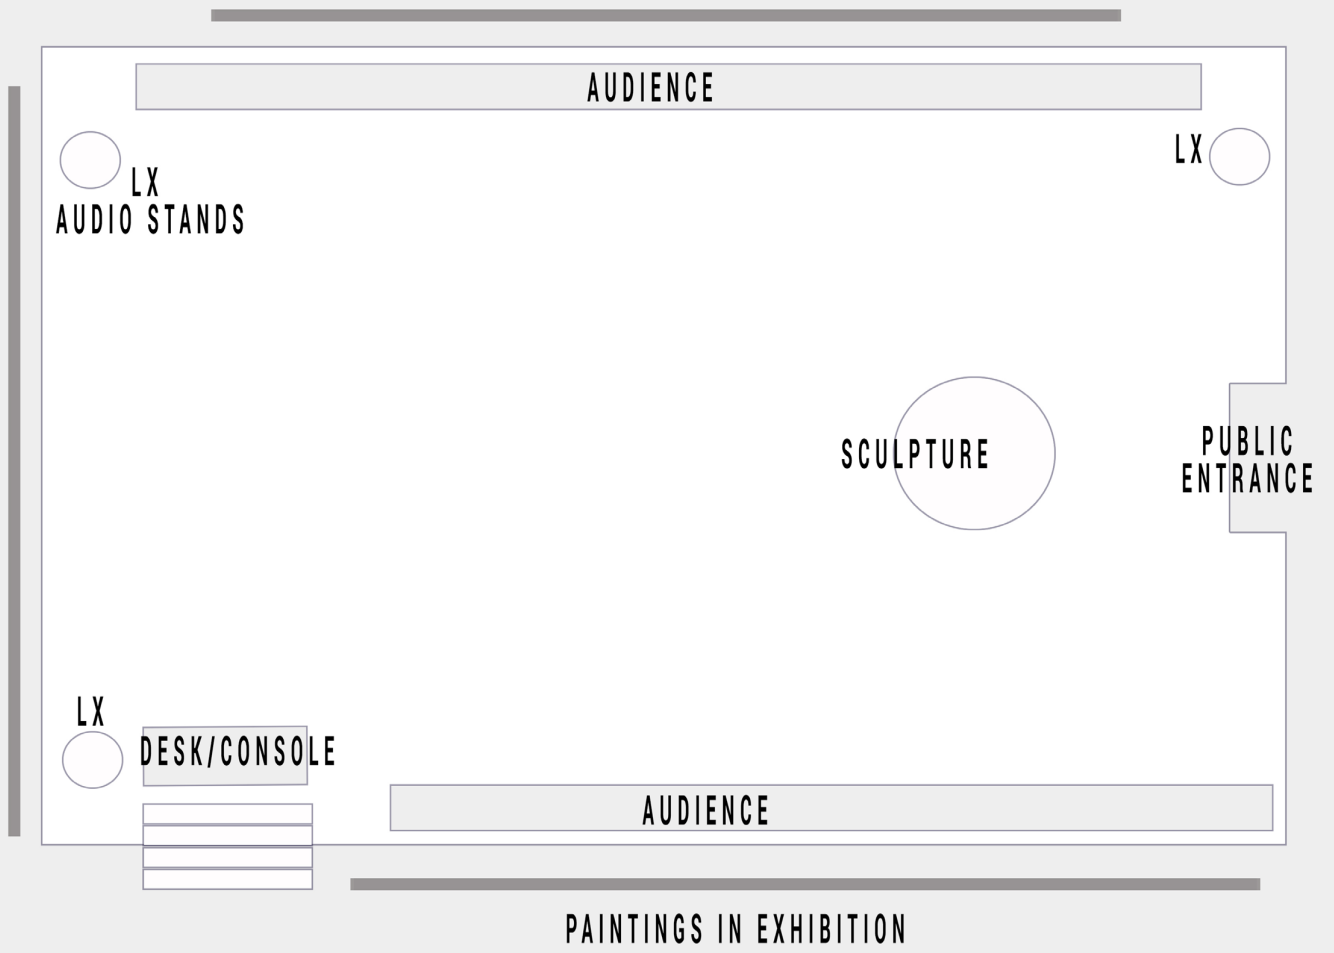 AUDIENCE
LX
LX
AUDIO STANDS
SCULPTURE
PUBLIC
ENTRANCE
LX
DESK/CONSOLE
AUDIENCE
PAINTINGS IN EXHIBITION